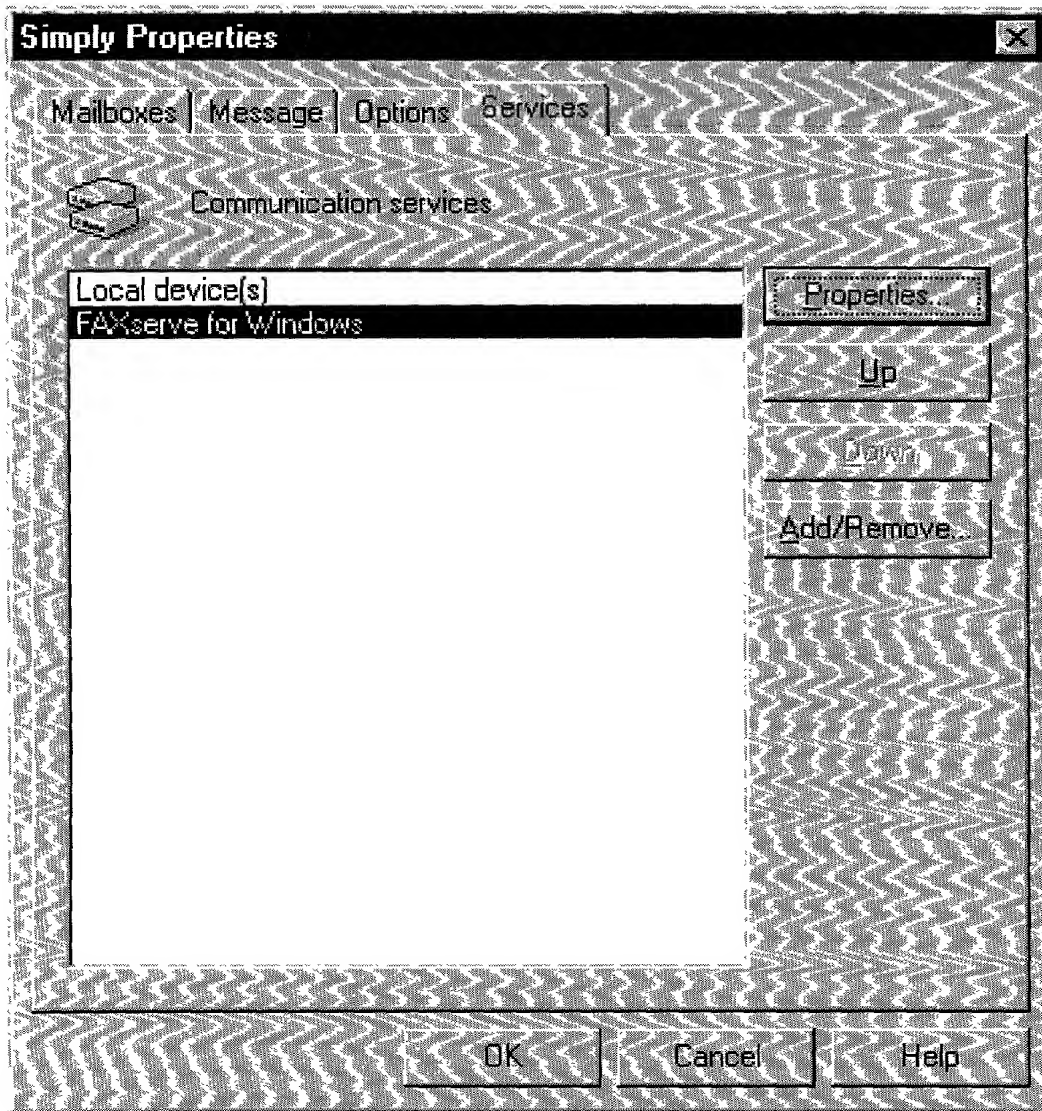 Simply Properties
Mailboxes Message Options Services
Communication services
Local device(s)
FAXserve for Windows
Properties...
Up
Down
Add/Remove...
OK Cancel Help